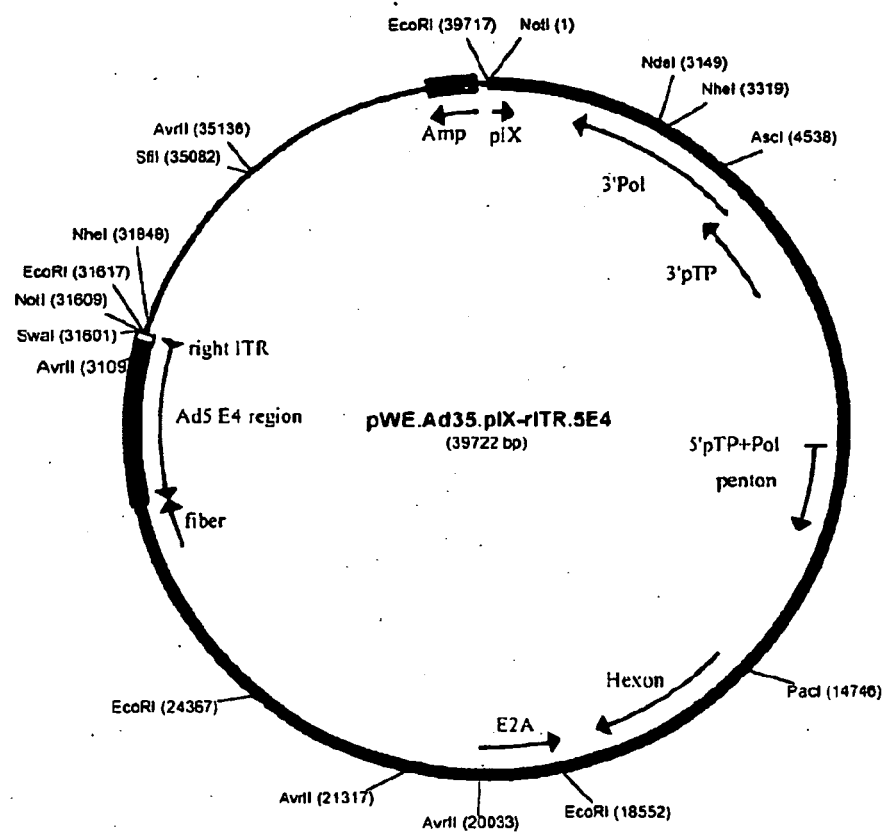 EcoRI (39717)
NotI (1)
NdeI (3149)
NheI (3319)
AscI (4538)
AvrII (35136)
SfiI (35082)
Amp
pIX
3'Pol
3'pTP
NheI (31848)
EcoRI (31617)
NotI (31609)
SwaI (31601)
AvrII (3109
right ITR
Ad5 E4 region
pWE.Ad35.pIX-rITR.5E4
(39722 bp)
5'pTP+Pol
penton
fiber
Hexon
PacI (14746)
EcoRI (24367)
E2A
AvrII (21317)
AvrII (20033)
EcoRI (18552)